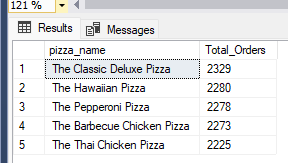 121 %
Results Messages
pizza_name Total_Orders
1 The Classic Deluxe Pizza 2329
2 The Hawaiian Pizza 2280
3 The Pepperoni Pizza 2278
4 The Barbecue Chicken Pizza 2273
5 The Thai Chicken Pizza 2225